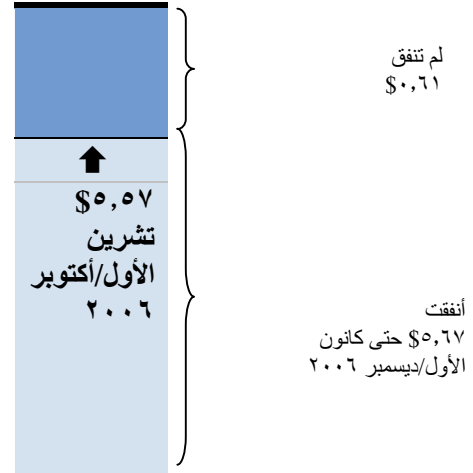 لم تنفق
$٠,٦١
$٥,٥٧
تشرين
الأول/أكتوبر
٢٠٠٦
أنفقت
$٥,٦٧ حتى كانون
الأول/ديسمبر ٢٠٠٦